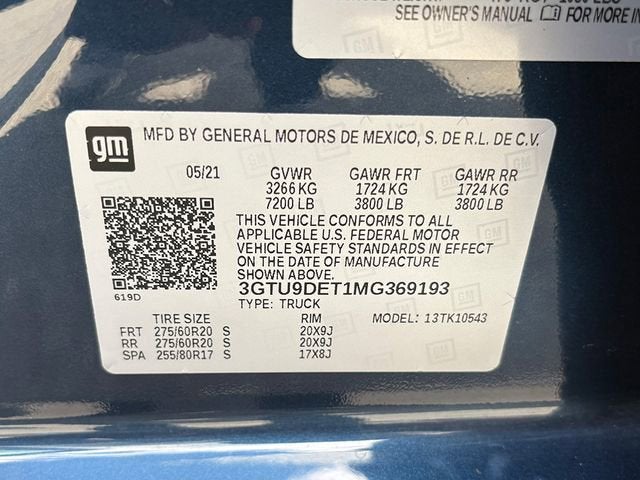 SEE OWNER'S MANUAL FOR MORE IN
GM
gm
MFD BY GENERAL MOTORS DE MEXICO, S. DE R.L. DE C.V.
05/21 GVWR GAWR FRT GAWR RR
3266 KG 1724 KG 1724 KG
7200 LB 3800 LB 3800 LB
THIS VEHICLE CONFORMS TO ALL
APPLICABLE U.S. FEDERAL MOTOR
VEHICLE SAFETY STANDARDS IN EFFECT
ON THE DATE OF MANUFACTURE
SHOWN ABOVE.
619D
3GTU9DET1MG369193
TYPE: TRUCK
TIRE SIZE RIM MODEL: 13TK10543
FRT 275/60R20 S 20X9J
RR 275/60R20 S 20X9J
SPA 255/80R17 S 17X8J